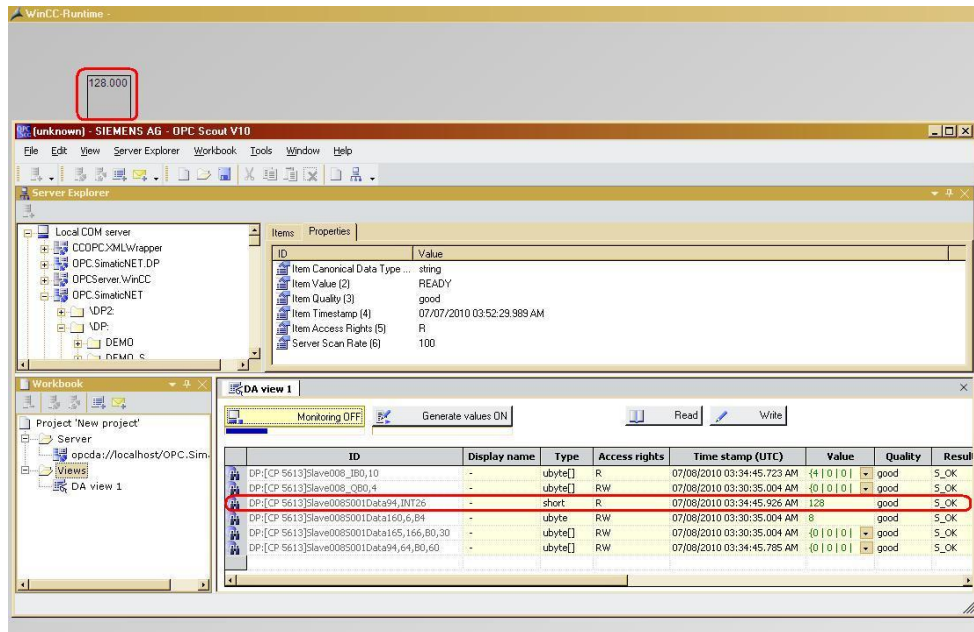 WinCC-Runtime -
128.000
(unknown) - SIEMENS AG - OPC Scout V10
File Edit View Server Explorer Workbook Tools Window Help
Server Explorer
Local COM server
CCOPC.XMLWrapper
OPC.SimaticNET.DP
OPCServer.WinCC
OPC.SimaticNET
\DP2:
\DP:
DEMO
DEMO_S
Items Properties
ID Value
Item Canonical Data Type ... string
Item Value (2) READY
Item Quality (3) good
Item Timestamp (4) 07/07/2010 03:52:29.989 AM
Item Access Rights (5) R
Server Scan Rate (6) 100
Workbook
Project 'New project'
Server
opcda://localhost/OPC.Sim
Views
DA view 1
DA view 1
Monitoring OFF Generate values ON Read Write
ID Display name Type Access rights Time stamp (UTC) Value Quality Resul
DP:[CP 5613]Slave008_IB0,10 - ubyte[] R 07/08/2010 03:34:45.723 AM {4 | 0 | 0 | good S_OK
DP:[CP 5613]Slave008_QB0,4 - ubyte[] RW 07/08/2010 03:30:35.004 AM {0 | 0 | 0 | good S_OK
DP:[CP 5613]Slave008S001Data94,INT26 - short R 07/08/2010 03:34:45.926 AM 128 good S_OK
DP:[CP 5613]Slave008S001Data160,6,B4 - ubyte RW 07/08/2010 03:30:35.004 AM 8 good S_OK
DP:[CP 5613]Slave008S001Data165,166,B0,30 - ubyte[] RW 07/08/2010 03:30:35.004 AM {0 | 0 | 0 | good S_OK
DP:[CP 5613]Slave008S001Data94,64,B0,60 - ubyte[] RW 07/08/2010 03:34:45.785 AM {0 | 0 | 0 | good S_OK